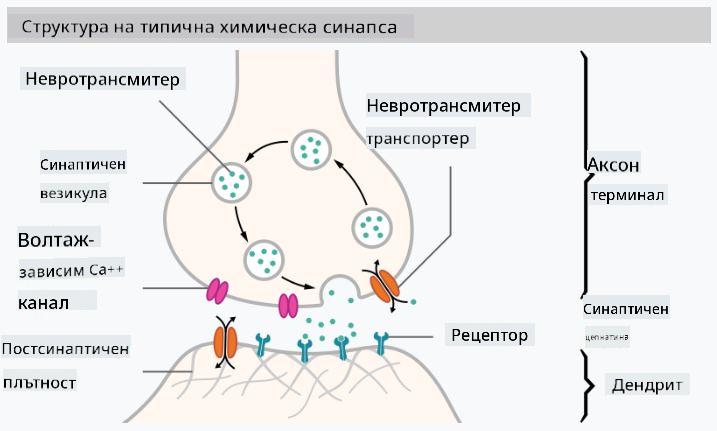 Структура на типична химическа синапса
Невротрансмитер
Невротрансмитер
транспортер
Синаптичен
везикула
Аксон
терминал
Волтаж-
зависим Ca++
канал
Синаптичен
цепнатина
Рецептор
Постсинаптичен
плътност
Дендрит